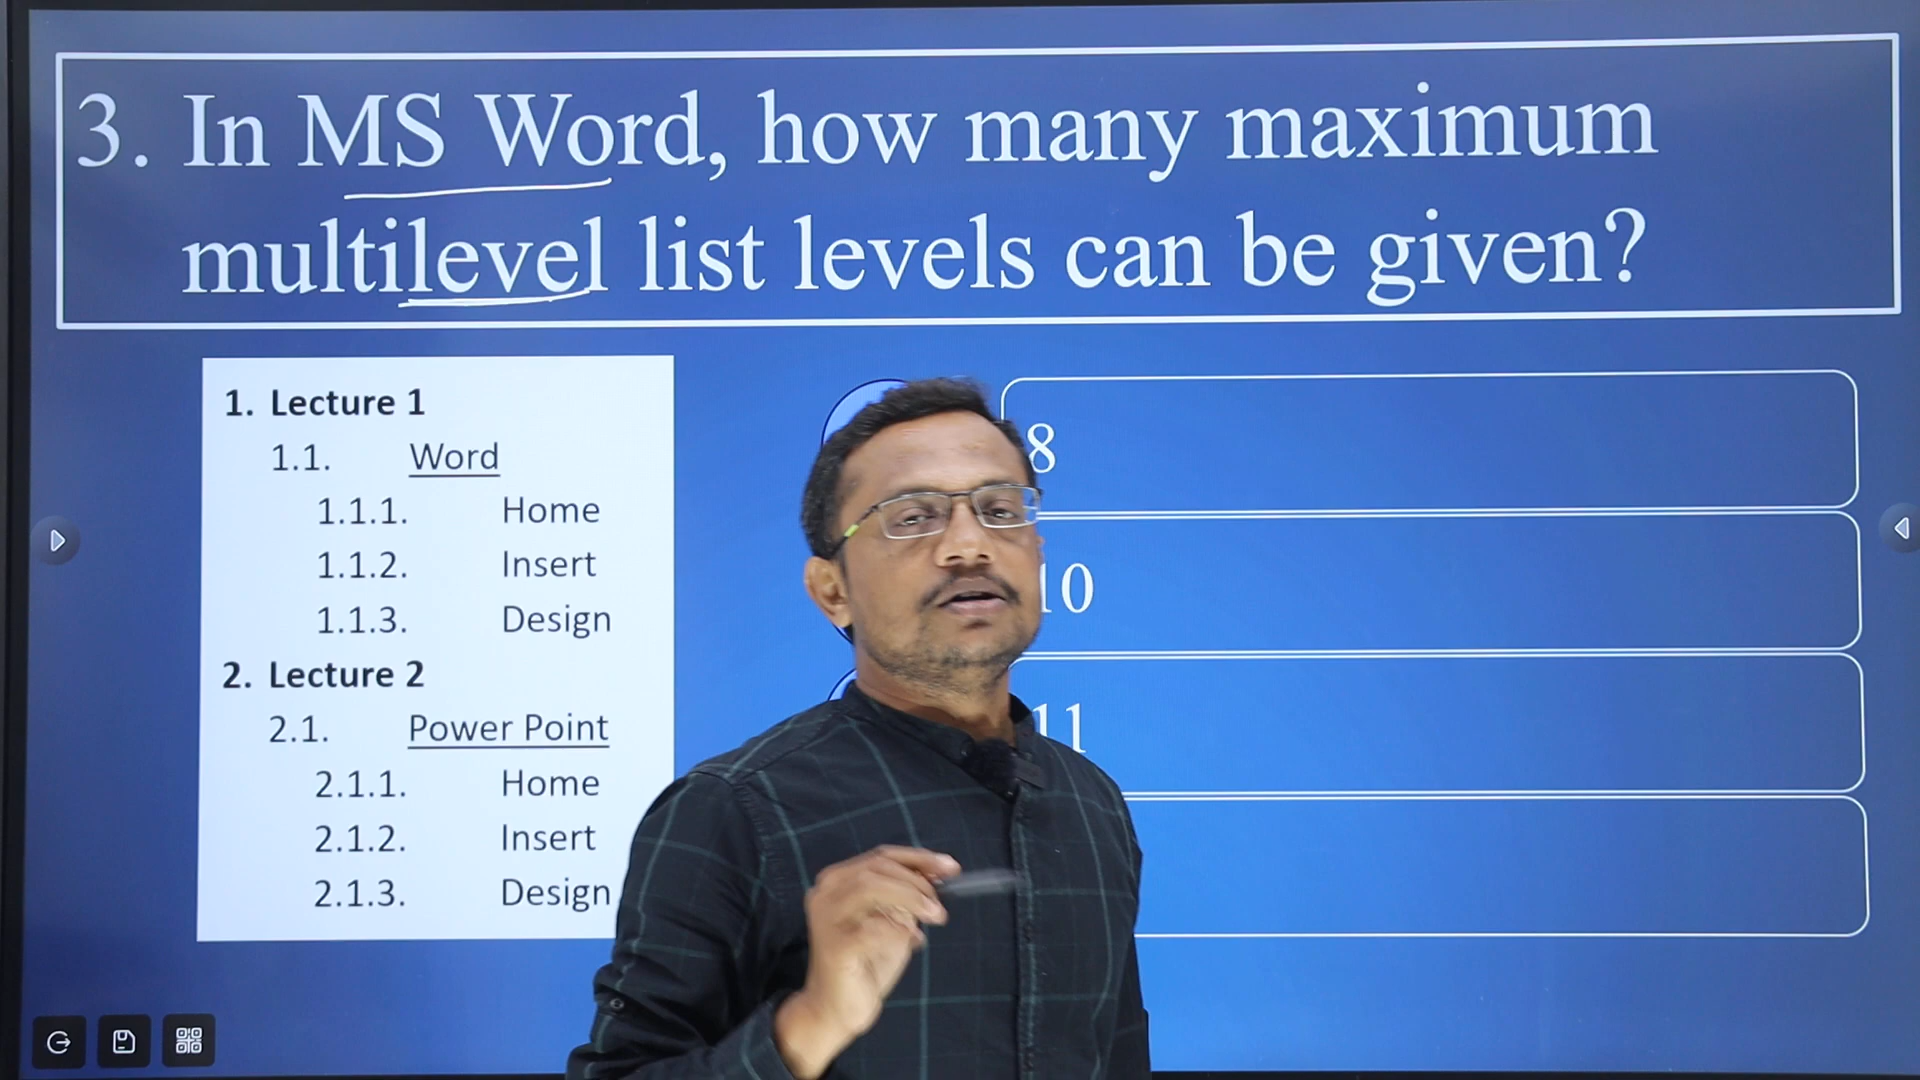 3. In MS Word, how many maximum
multilevel list levels can be given?
1. Lecture 1
1.1. Word
1.1.1. Home
1.1.2. Insert
1.1.3. Design
2. Lecture 2
2.1. Power Point
2.1.1. Home
2.1.2. Insert
2.1.3. Design
8
10
11